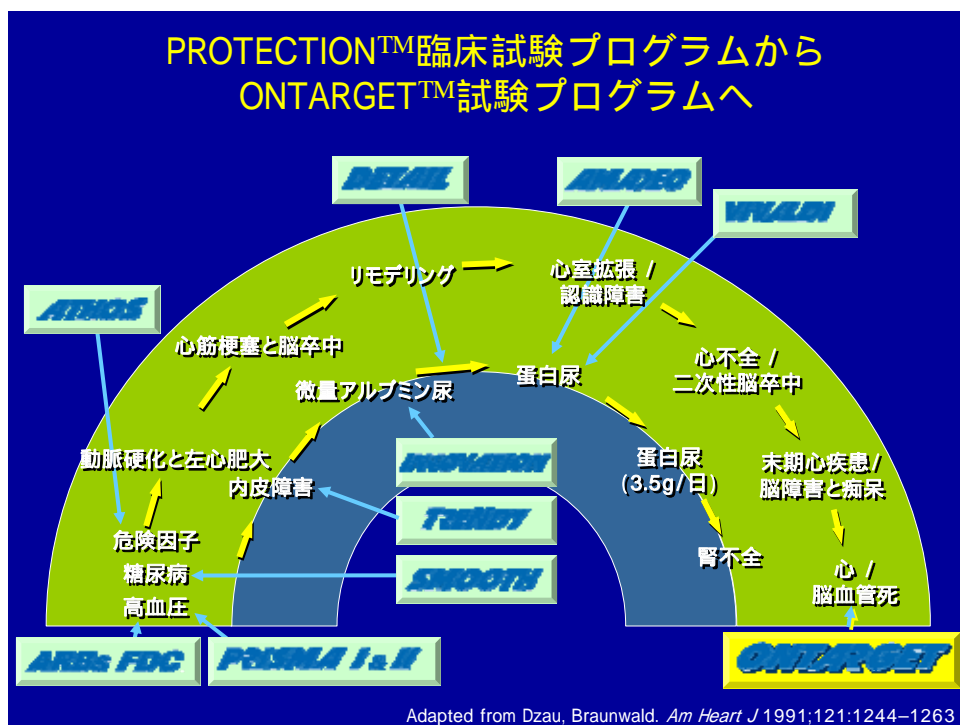 PROTECTION™臨床試験プログラムから
ONTARGET™試験プログラムへ
DETAIL
AMADEO
VIVALDI
リモデリング
心室拡張 /
認識障害
ATHOS
心筋梗塞と脳卒中
心不全 /
二次性脳卒中
微量アルブミン尿
蛋白尿
動脈硬化と左心肥大
内皮障害
INNOVATION
蛋白尿
(3.5g/日)
末期心疾患/
脳障害と痴呆
TRENDY
危険因子
糖尿病
高血圧
SMOOTH
腎不全
心 /
脳血管死
ARBs FDC
PRISMA I & II
ONTARGET
Adapted from Dzau, Braunwald. Am Heart J 1991;121:1244–1263